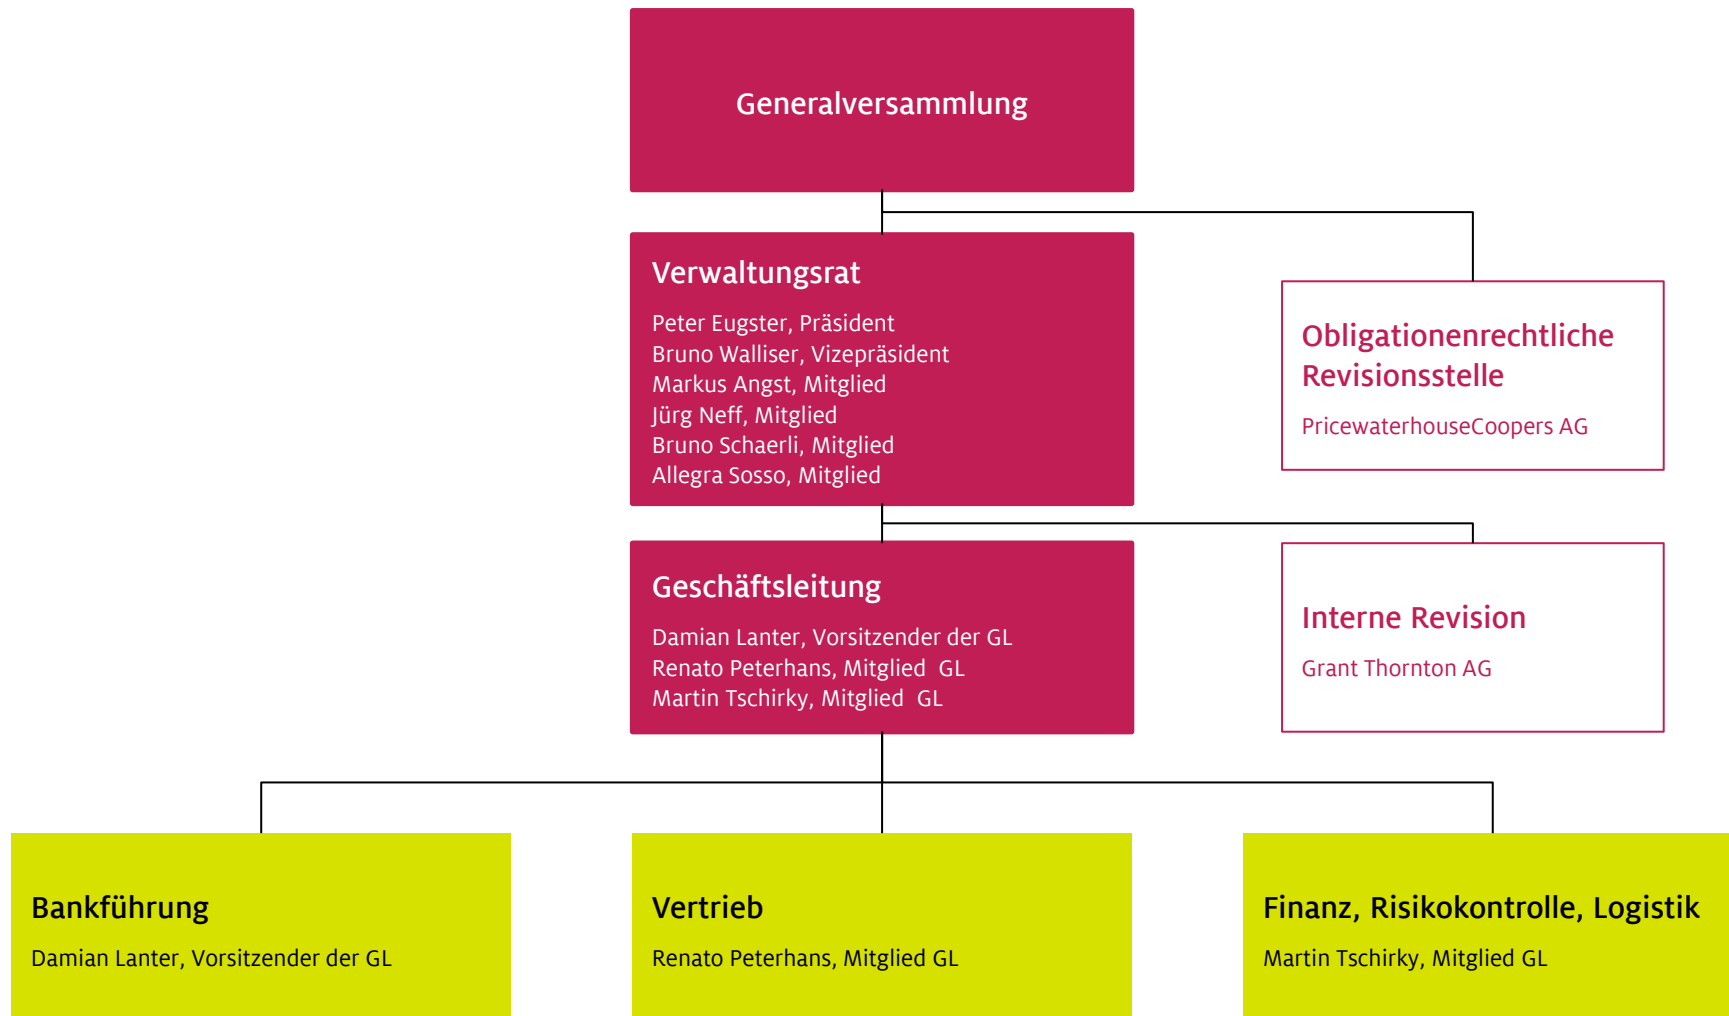 Generalversammlung
Verwaltungsrat
Peter Eugster, Präsident
Bruno Walliser, Vizepräsident
Markus Angst, Mitglied
Jürg Neff, Mitglied
Bruno Schaerli, Mitglied
Allegra Sosso, Mitglied
Obligationenrechtliche
Revisionsstelle
PricewaterhouseCoopers AG
Geschäftsleitung
Damian Lanter, Vorsitzender der GL
Renato Peterhans, Mitglied  GL
Martin Tschirky, Mitglied  GL
Interne Revision
Grant Thornton AG
Bankführung
Damian Lanter, Vorsitzender der GL
Vertrieb
Renato Peterhans, Mitglied GL
Finanz, Risikokontrolle, Logistik
Martin Tschirky, Mitglied GL